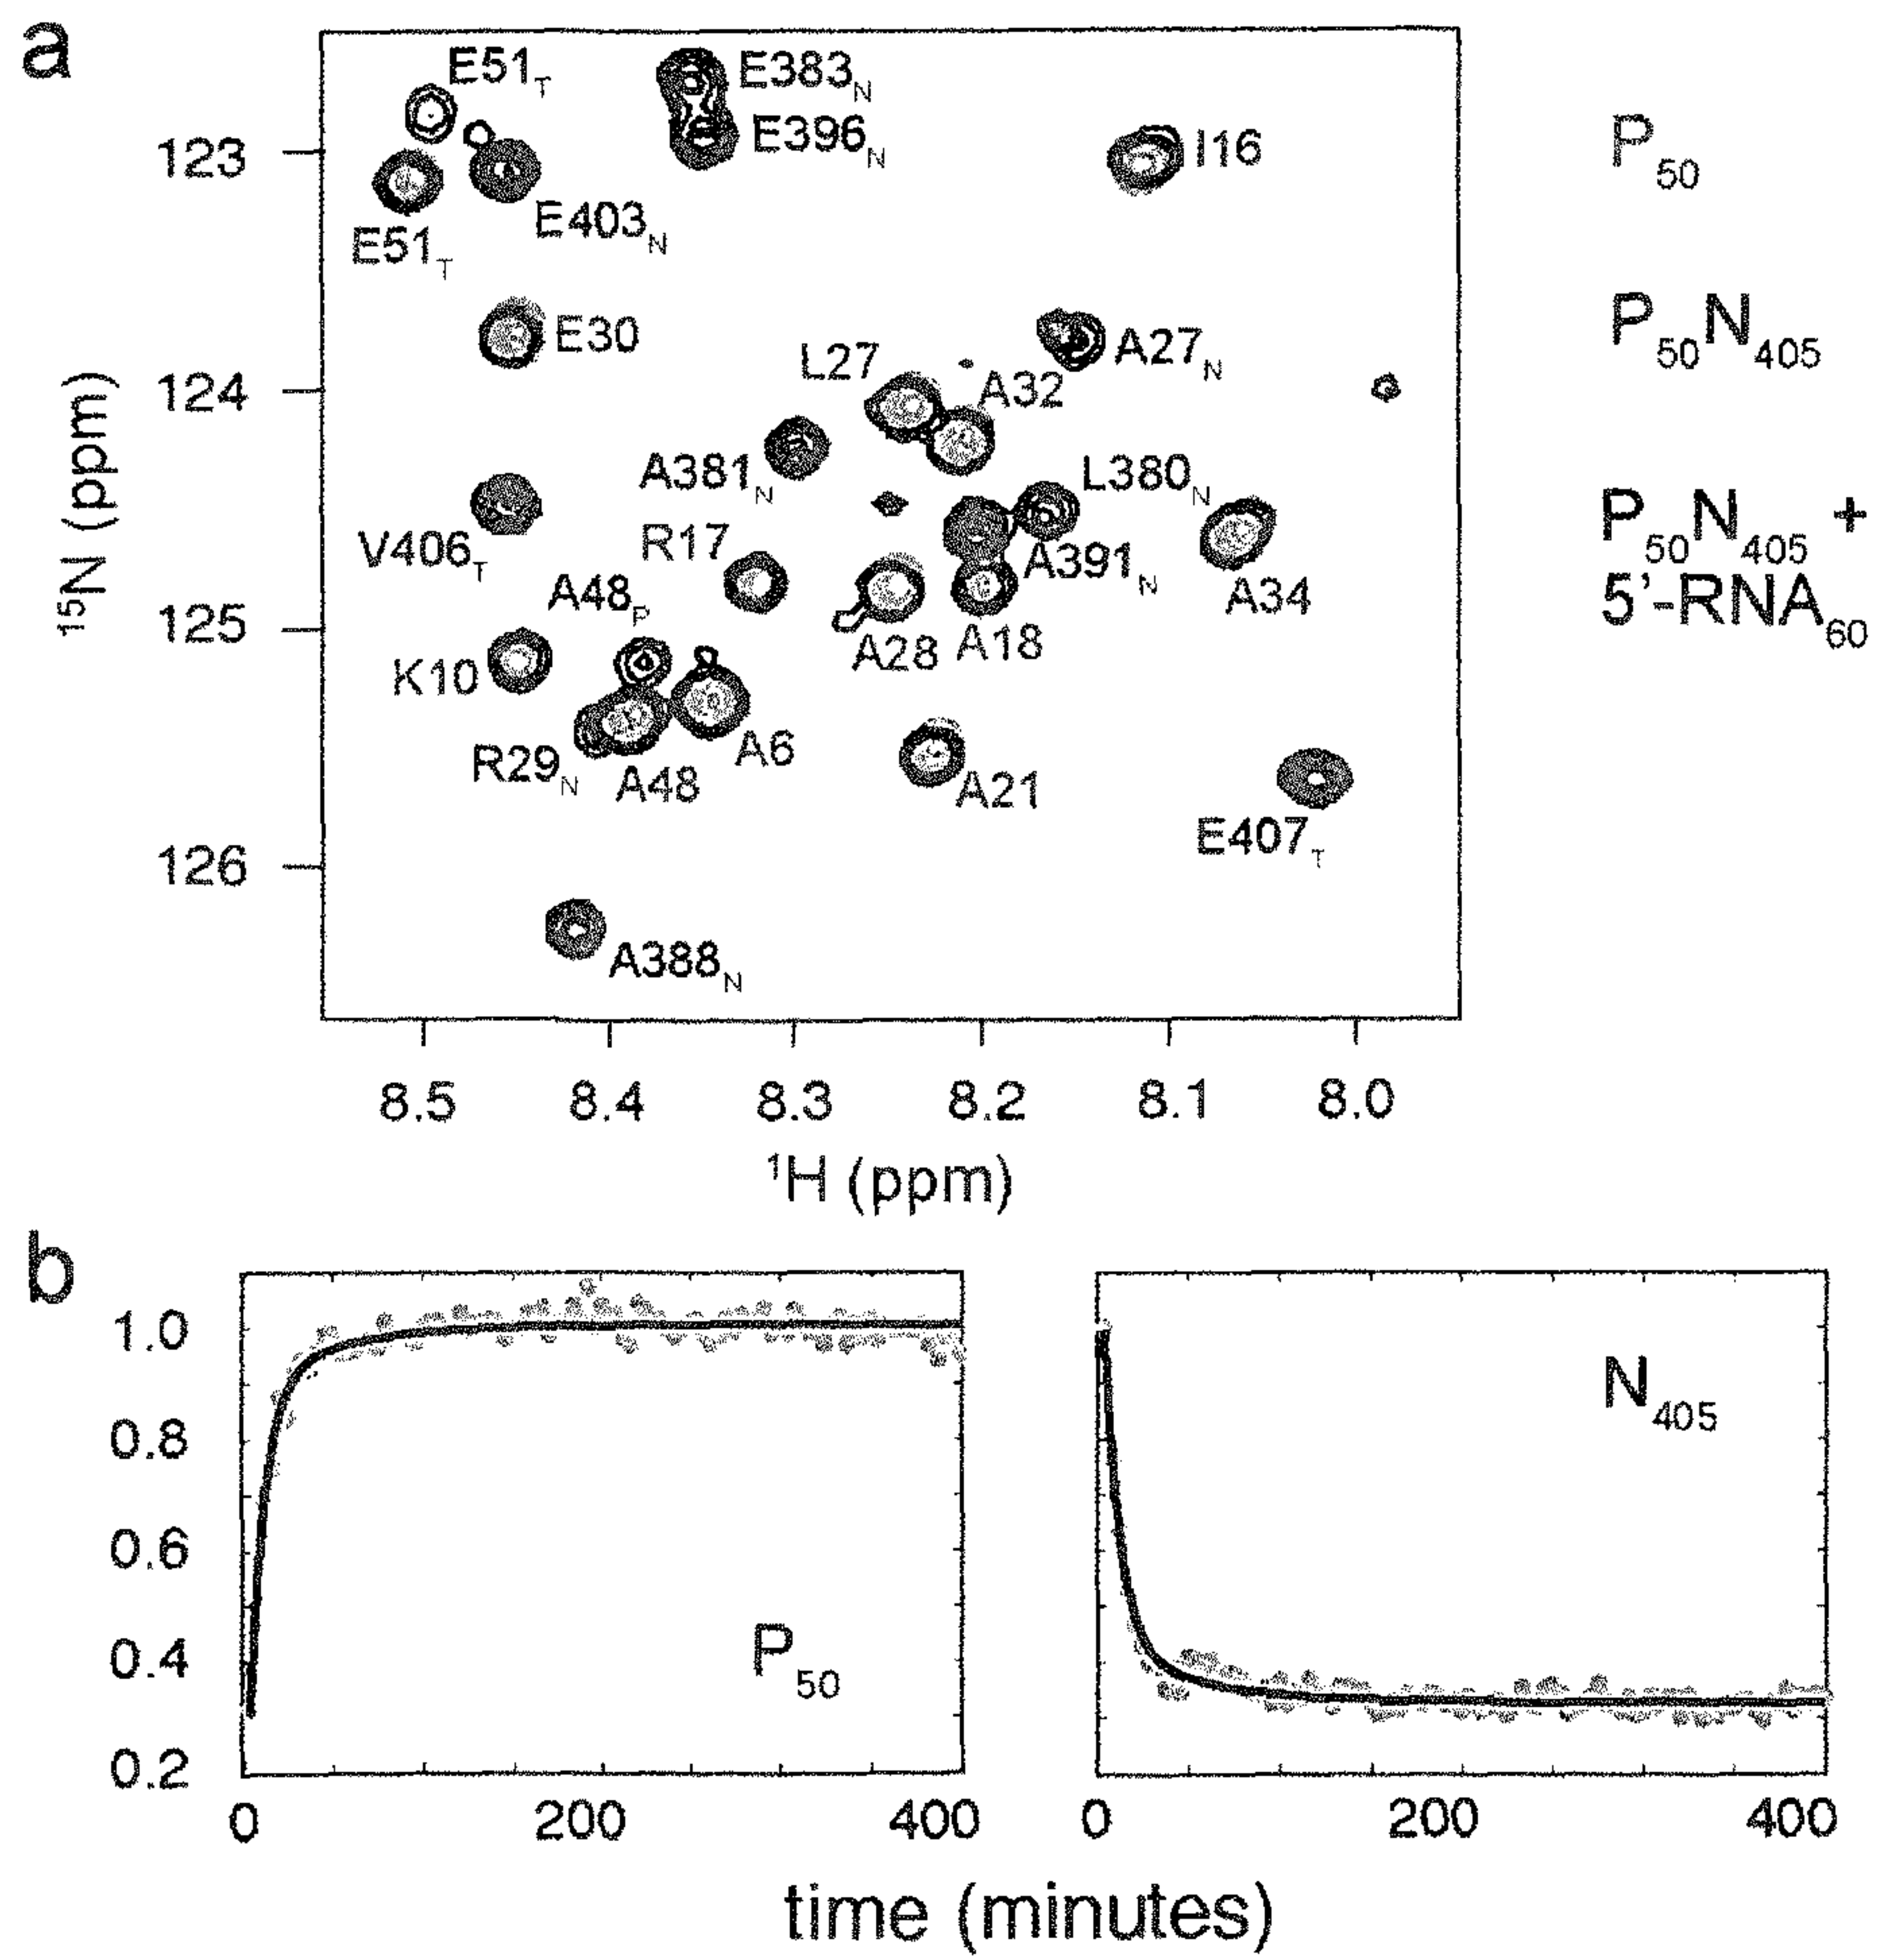 a
E51T
E383N
E396N
I16
P50
123
E403N
E51T
E30
P50N405
L27
A27N
A32
124
A381N
L380N
P50N405 +
5'-RNA60
V406T
R17
A391N
A34
A48P
125
A28
A18
K10
A6
R29N
A48
A21
E407T
126
A388N
15N (ppm)
8.5 8.4 8.3 8.2 8.1 8.0
1H (ppm)
b
1.0
0.8
0.6
0.4
0.2
P50
N405
0 200 400
0 200 400
time (minutes)